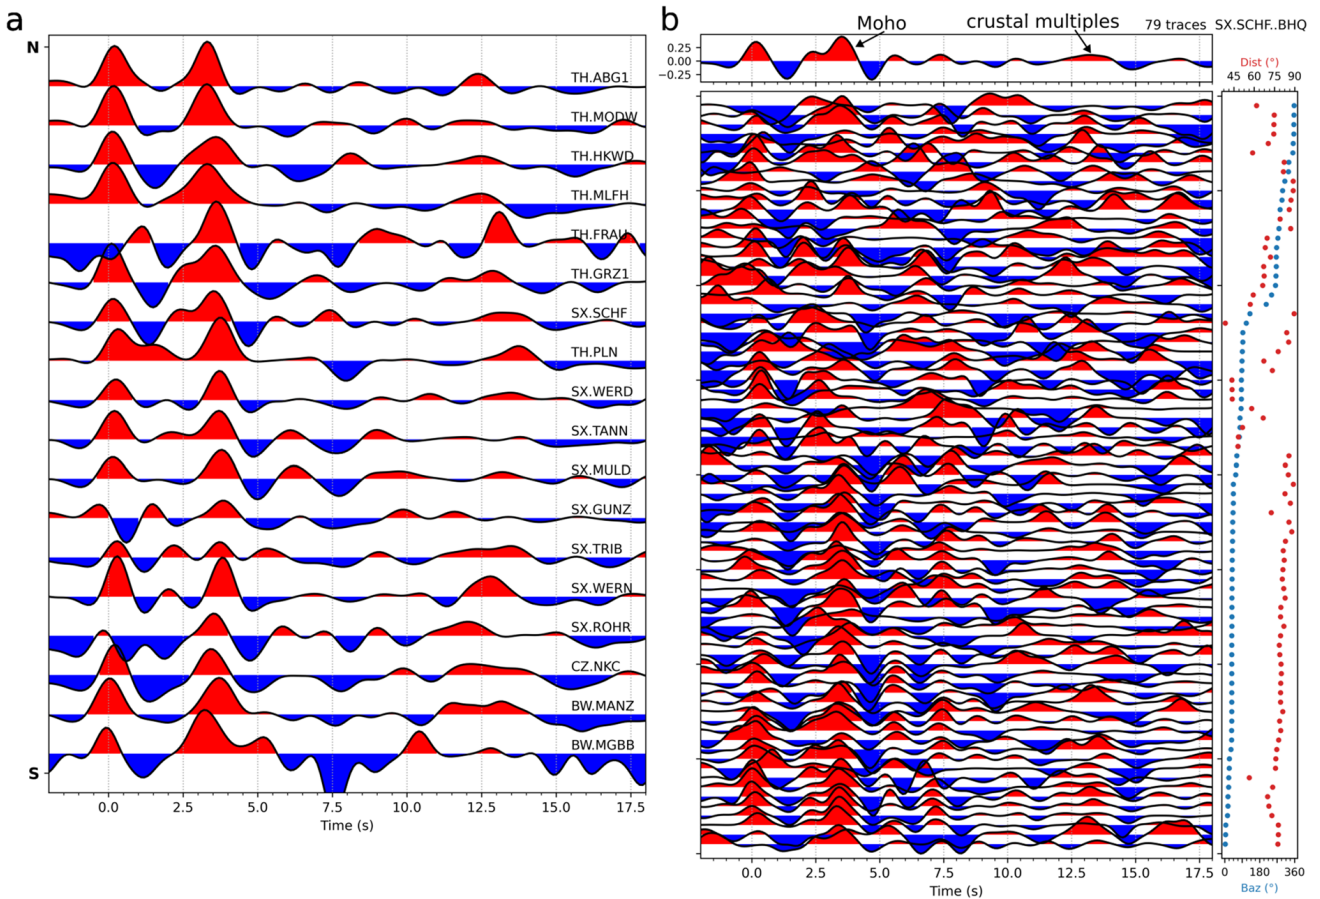 a
N
TH.ABG1
TH.MODW
TH.HKWD
TH.MLFH
TH.FRAU
TH.GRZ1
SX.SCHF
TH.PLN
SX.WERD
SX.TANN
SX.MULD
SX.GUNZ
SX.TRIB
SX.WERN
SX.ROHR
CZ.NKC
BW.MANZ
BW.MGBB
S
0.0 2.5 5.0 7.5 10.0 12.5 15.0 17.5
Time (s)
b
Moho crustal multiples 79 traces SX.SCHF..BHQ
0.25
0.00
−0.25
Dist (°)
45 60 75 90
0.0 2.5 5.0 7.5 10.0 12.5 15.0 17.5
Time (s)
0 180 360
Baz (°)